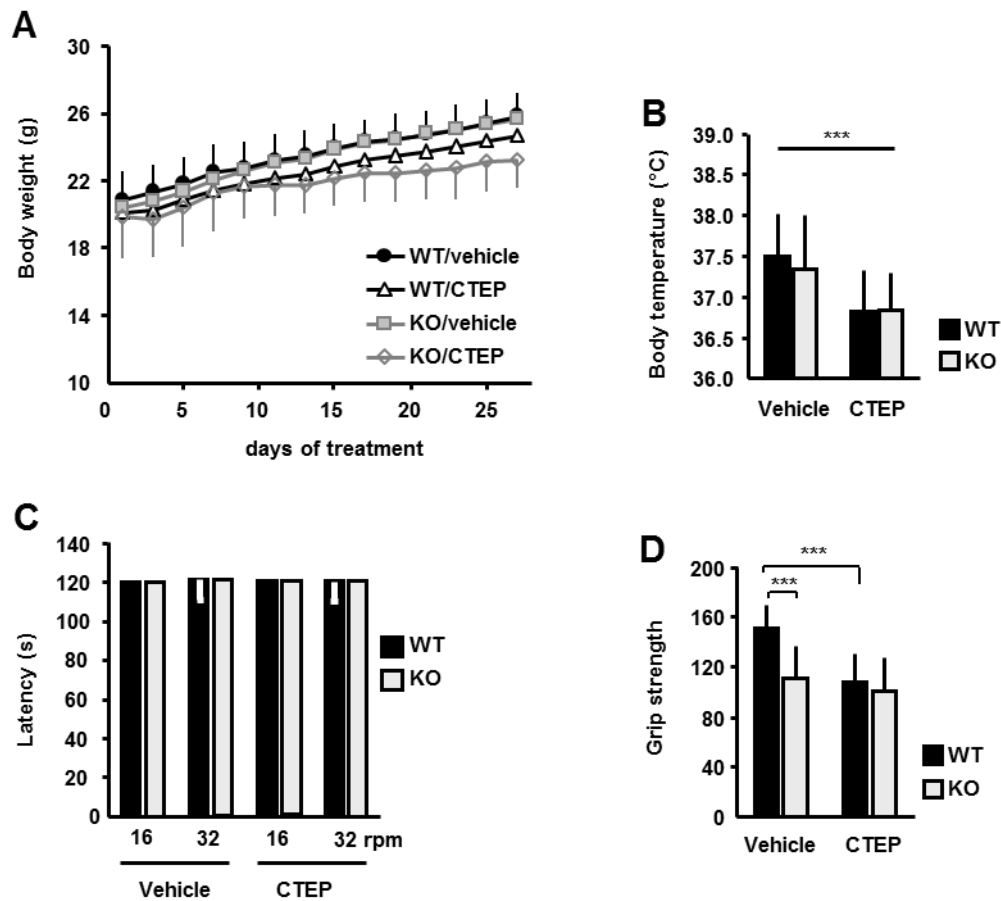 A
30
26
22
18
14
10
Body weight (g)
WT/vehicle
WT/CTEP
KO/vehicle
KO/CTEP
0 5 10 15 20 25
days of treatment
B
39.0
38.5
38.0
37.5
37.0
36.5
36.0
Body temperature (°C)
***
WT
KO
Vehicle CTEP
C
140
120
100
80
60
40
20
0
Latency (s)
WT
KO
16 32 16 32 rpm
Vehicle CTEP
D
200
160
120
80
40
0
Grip strength
***
***
WT
KO
Vehicle CTEP